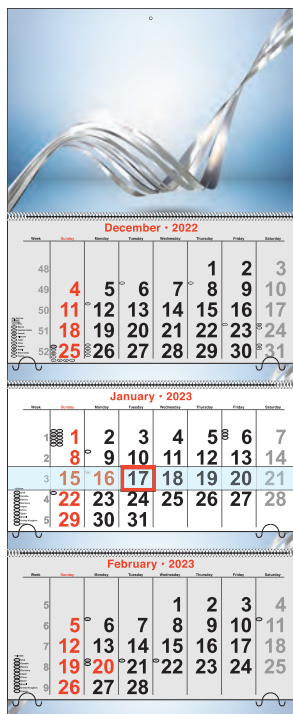 December • 2022
Week Sunday Monday Tuesday Wednesday Thursday Friday Saturday
48 1 2 3
49 4 5 6 7 8 9 10
50 11 12 13 14 15 16 17
51 18 19 20 21 22 23 24
52 25 26 27 28 29 30 31
January • 2023
Week Sunday Monday Tuesday Wednesday Thursday Friday Saturday
1 1 2 3 4 5 6 7
2 8 9 10 11 12 13 14
3 15 16 17 18 19 20 21
4 22 23 24 25 26 27 28
5 29 30 31
February • 2023
Week Sunday Monday Tuesday Wednesday Thursday Friday Saturday
5 1 2 3 4
6 5 6 7 8 9 10 11
7 12 13 14 15 16 17 18
8 19 20 21 22 23 24 25
9 26 27 28